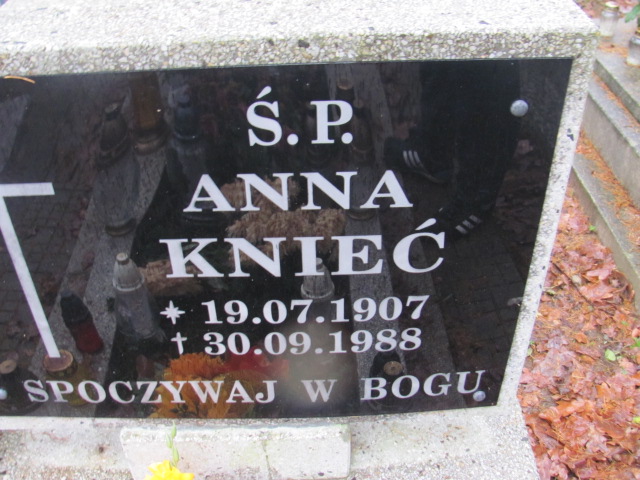 Ś.P.
ANNA
KNIEĆ
* 19.07.1907
† 30.09.1988
SPOCZYWAJ W BOGU